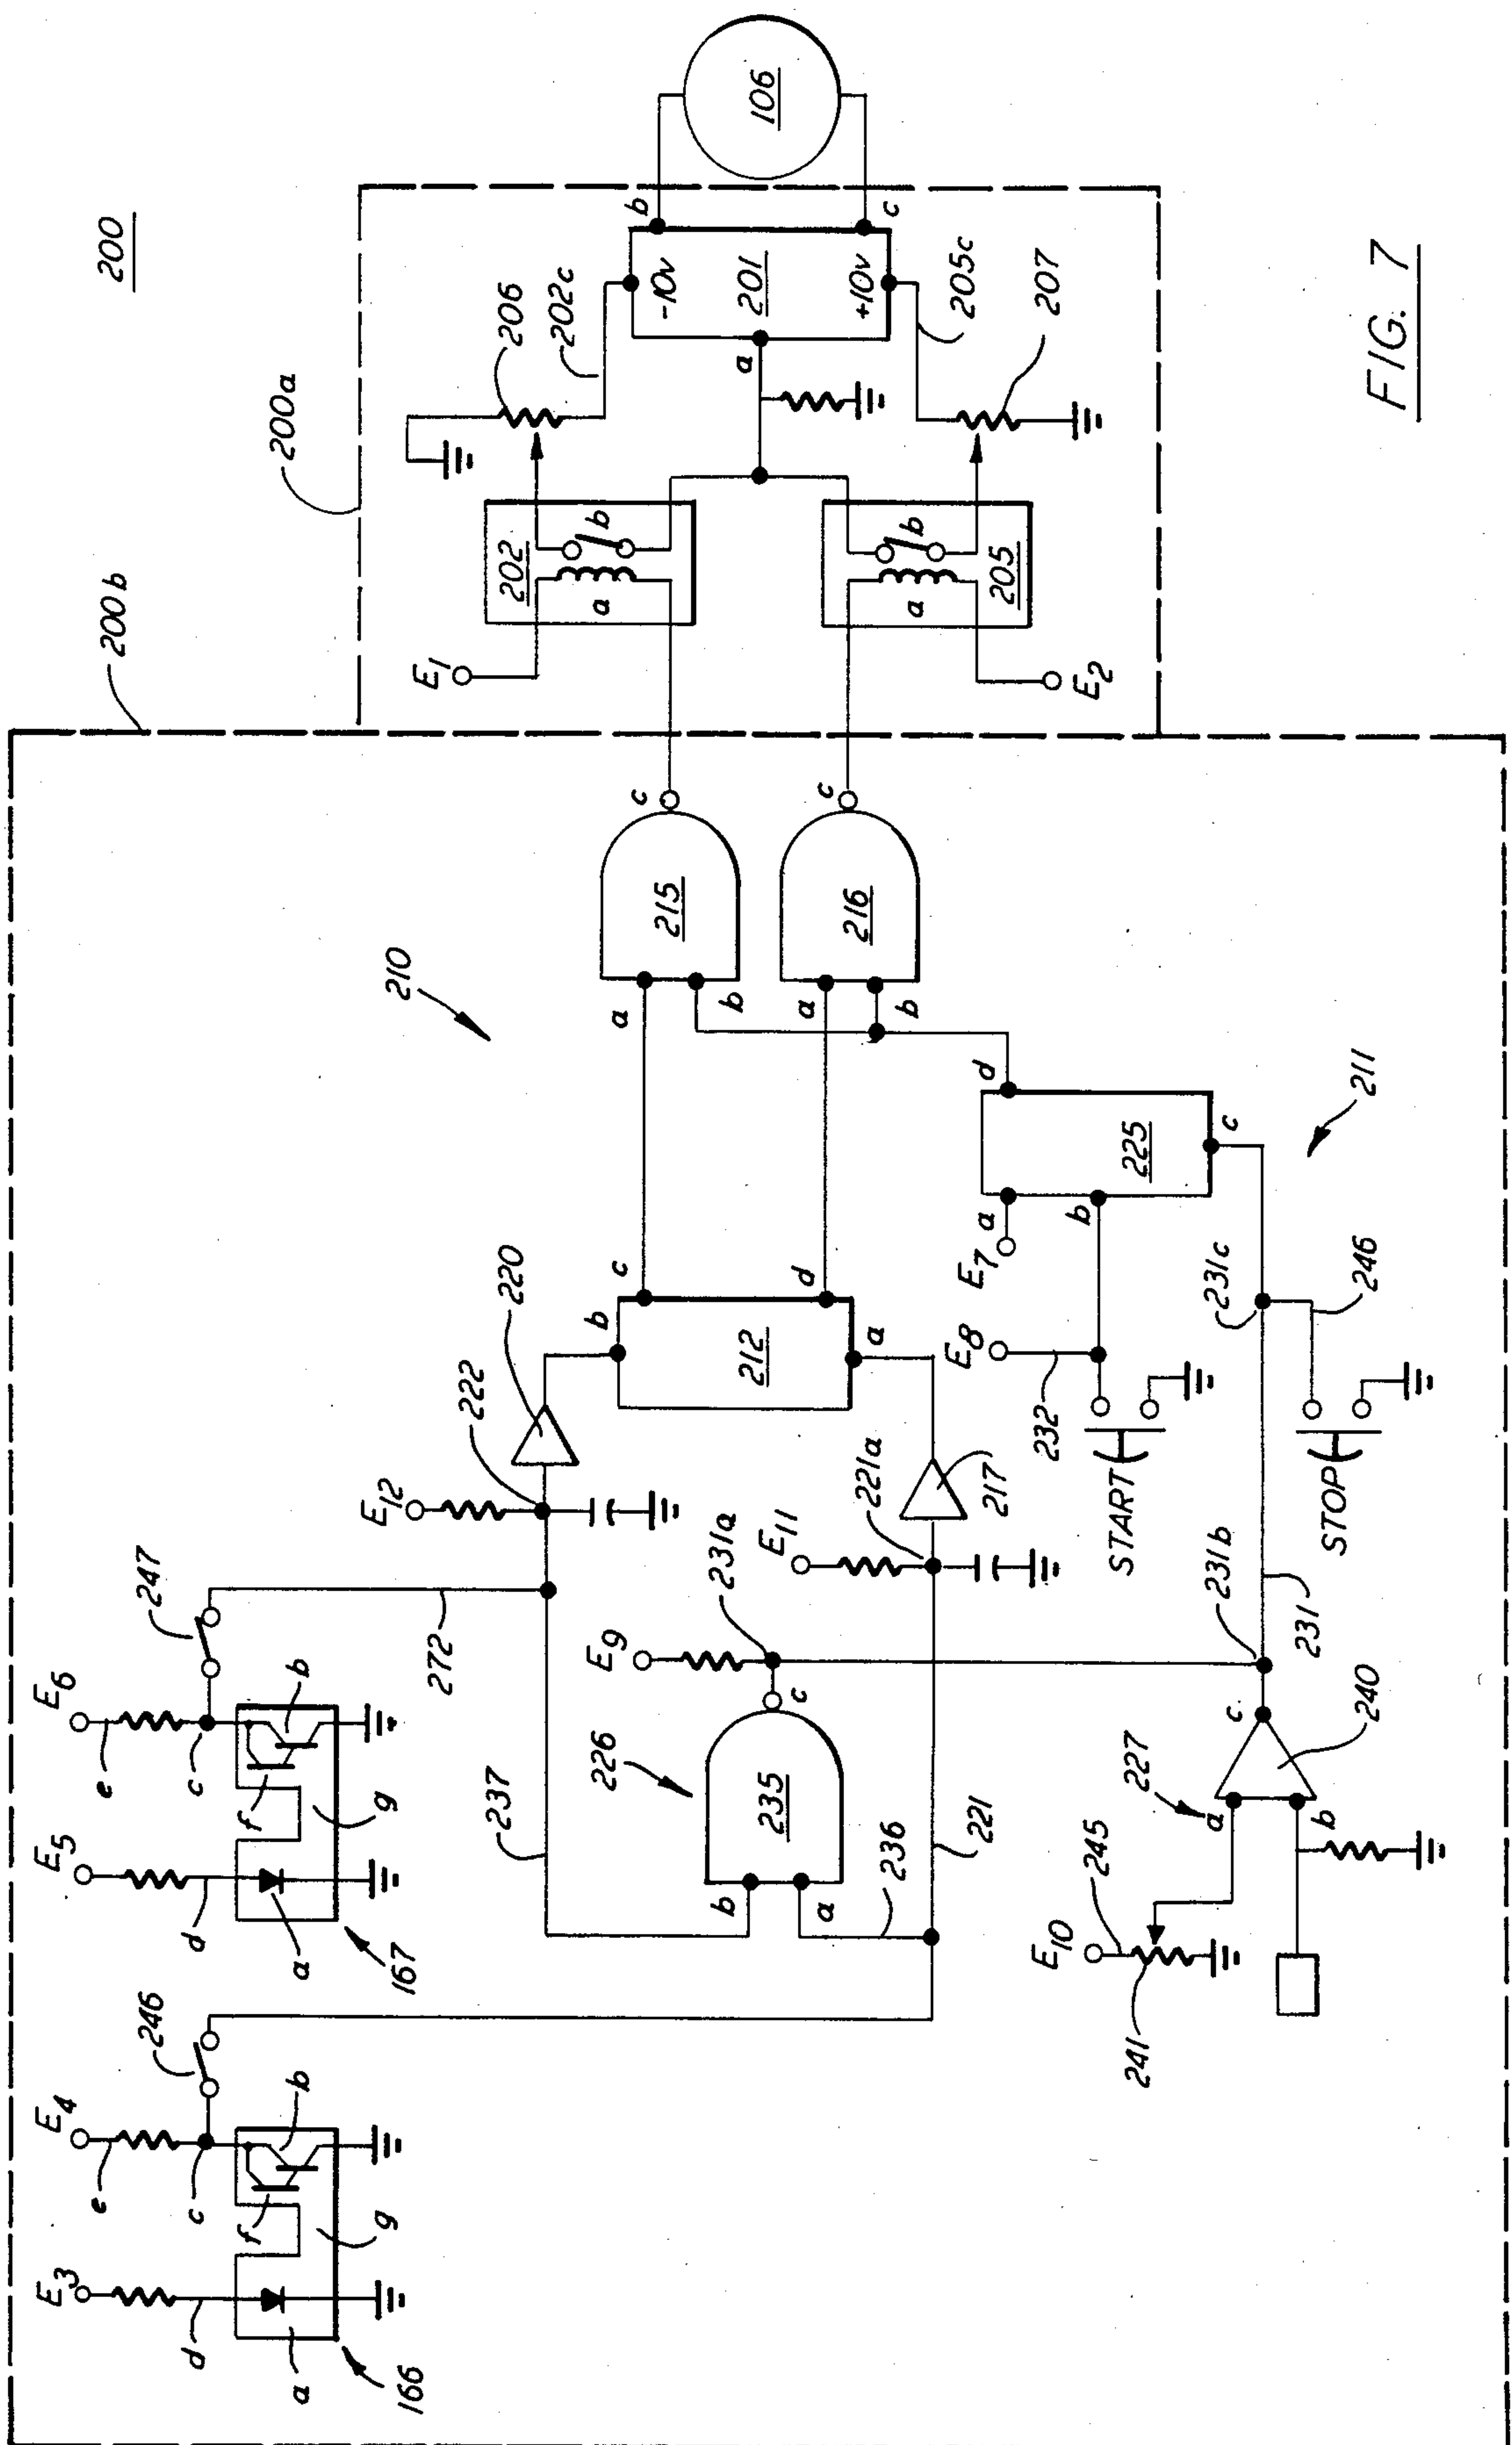 200
200b
200a
E3
E4
246
E5
E6
247
e
d
c
f
b
a
g
166
e
d
c
f
b
a
g
167
272
237
E12
222
220
210
226
235
b
a
c
236
221
E9
231a
E11
221a
217
b
212
a
c
d
a
215
b
c
a
216
b
c
E1
202
a
b
206
202c
-10v
201
+10v
a
b
c
106
205c
207
E2
205
a
b
E10
245
241
227
a
b
c
240
231b
231
E8
232
START
E7
a
b
225
c
d
231c
246
STOP
211
FIG. 7